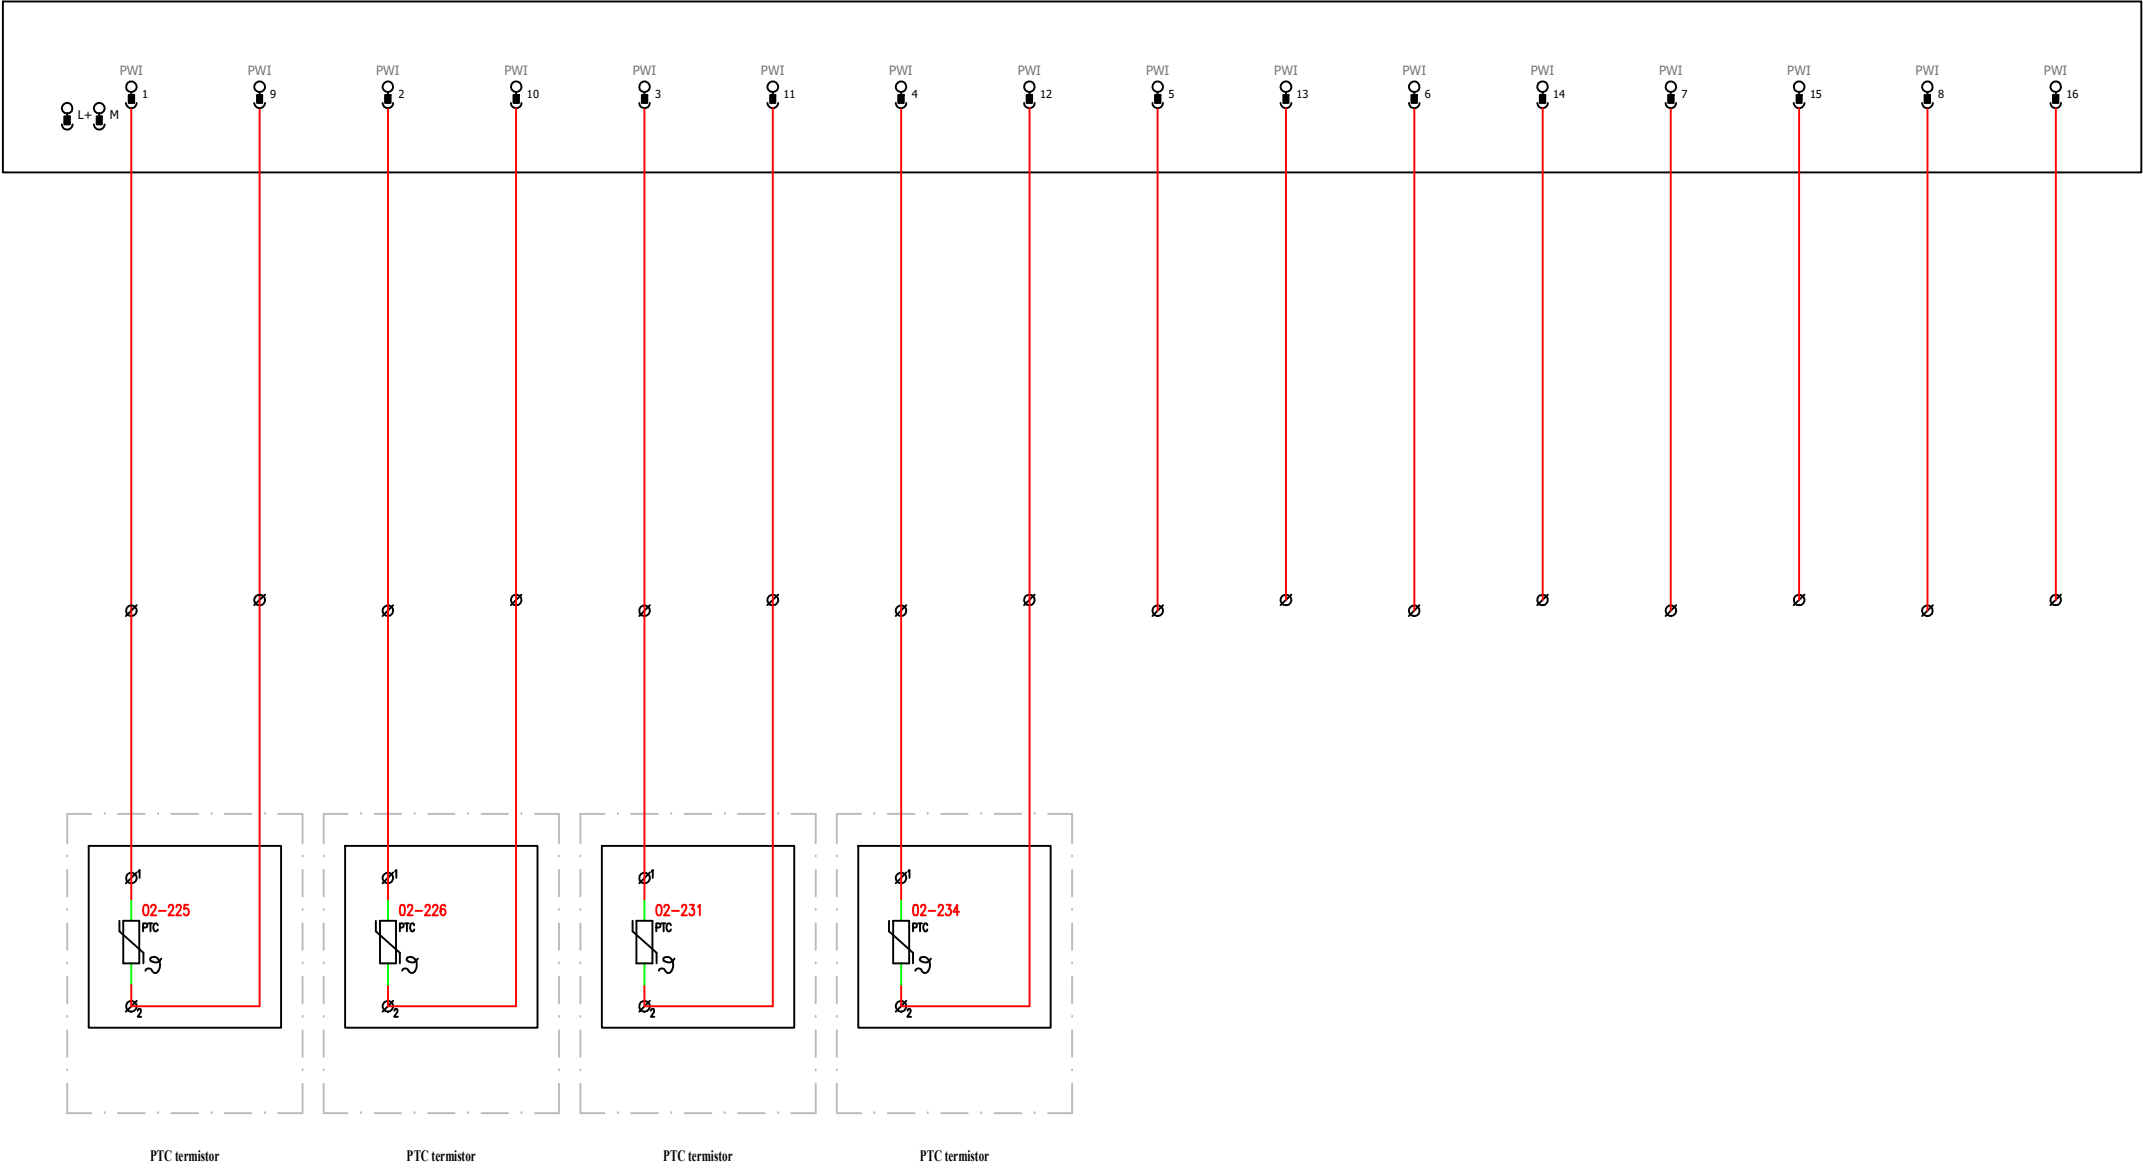 PWI PWI PWI PWI PWI PWI PWI PWI PWI PWI PWI PWI PWI PWI PWI PWI
1 9 2 10 3 11 4 12 5 13 6 14 7 15 8 16
L+ M
1 1 1 1
02-225 02-226 02-231 02-234
PTC PTC PTC PTC
2 2 2 2
PTC termistor PTC termistor PTC termistor PTC termistor